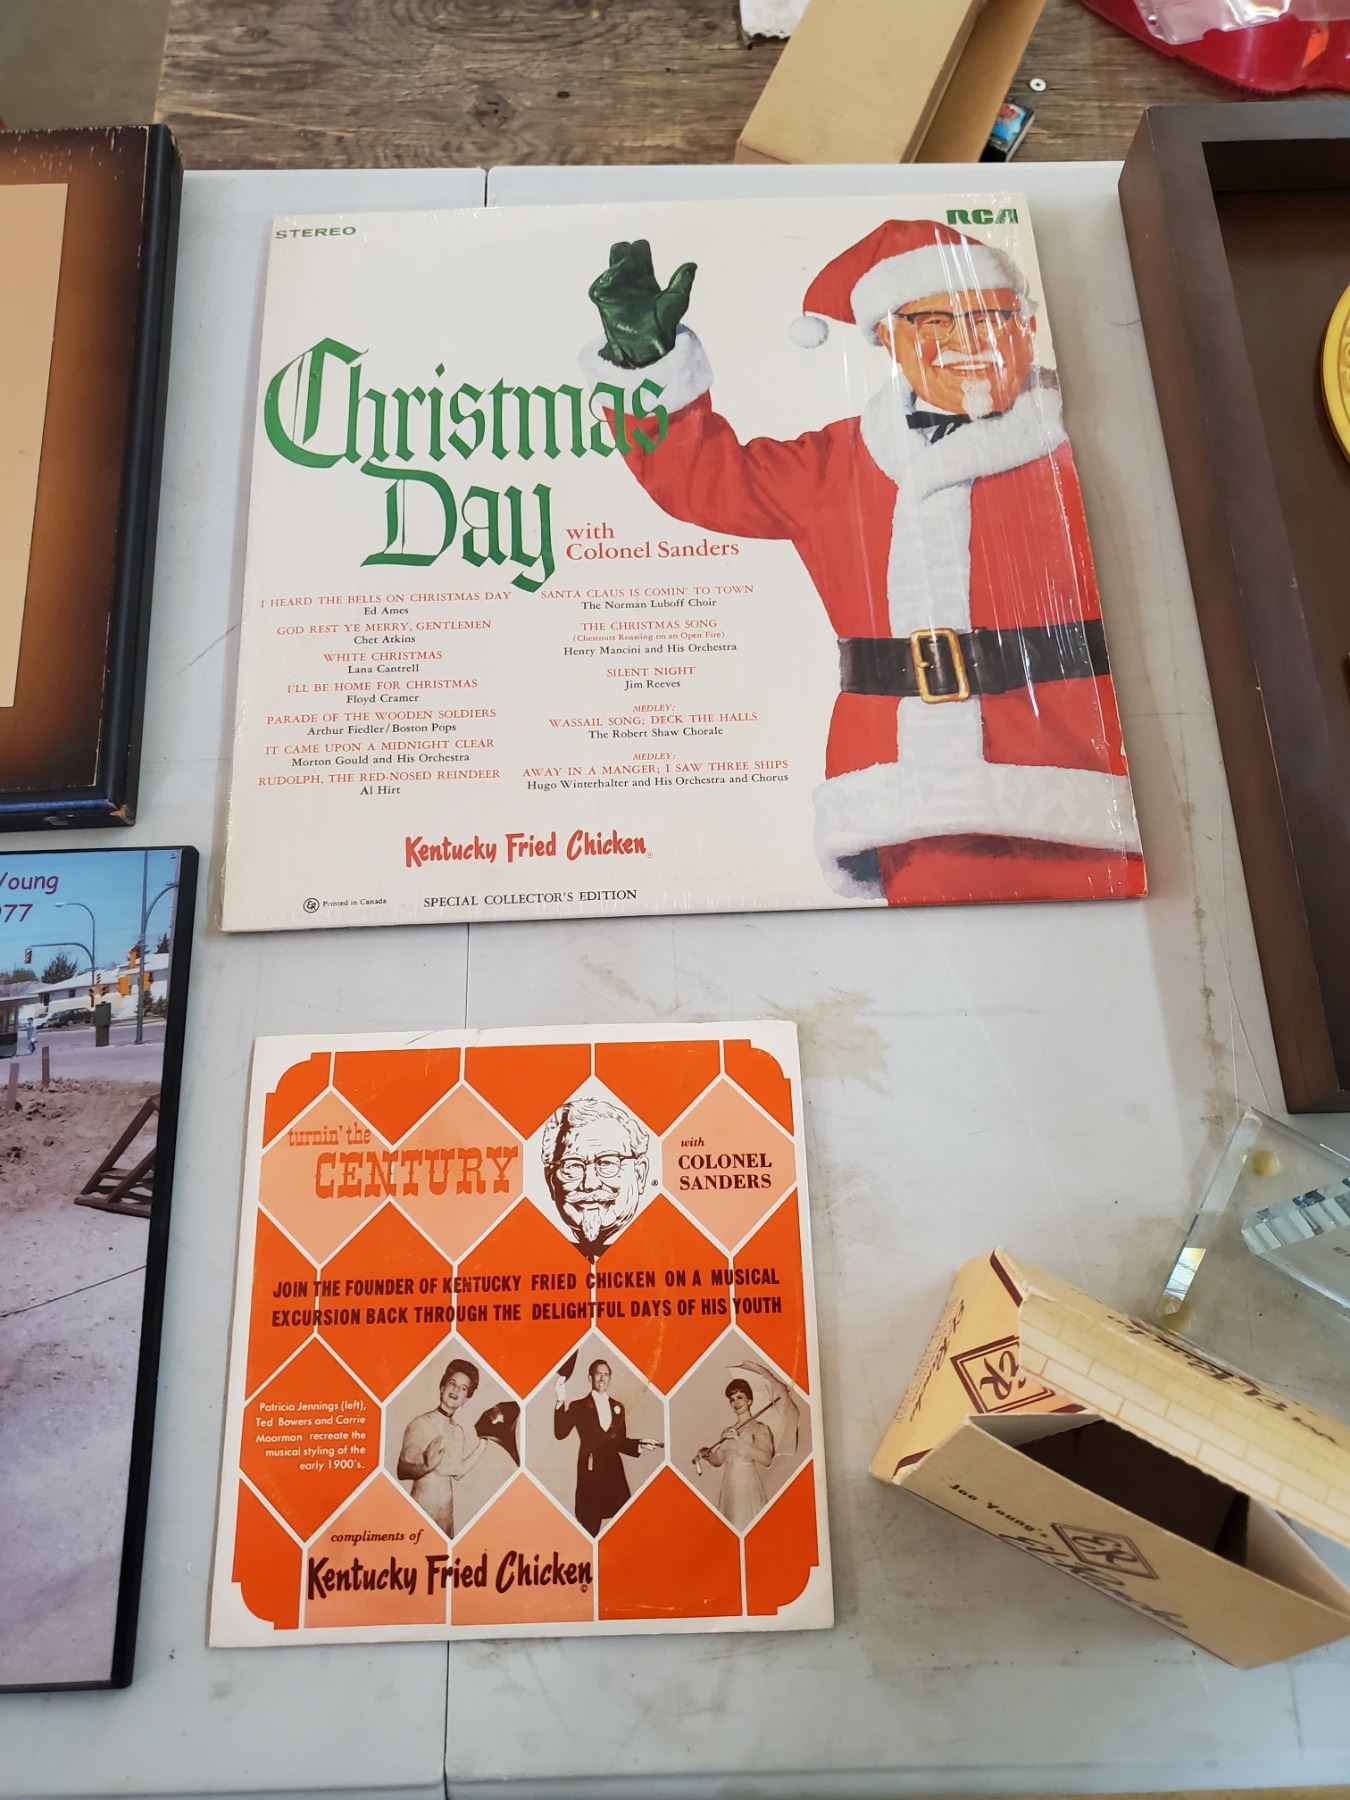 STEREO
RCA
Christmas
Day
with
Colonel Sanders
I HEARD THE BELLS ON CHRISTMAS DAY
Ed Ames
GOD REST YE MERRY, GENTLEMEN
Chet Atkins
WHITE CHRISTMAS
Lana Cantrell
I'LL BE HOME FOR CHRISTMAS
Floyd Cramer
PARADE OF THE WOODEN SOLDIERS
Arthur Fiedler/Boston Pops
IT CAME UPON A MIDNIGHT CLEAR
Morton Gould and His Orchestra
RUDOLPH, THE RED-NOSED REINDEER
Al Hirt
SANTA CLAUS IS COMIN' TO TOWN
The Norman Luboff Choir
THE CHRISTMAS SONG
(Chestnuts Roasting on an Open Fire)
Henry Mancini and His Orchestra
SILENT NIGHT
Jim Reeves
MEDLEY:
WASSAIL SONG; DECK THE HALLS
The Robert Shaw Chorale
MEDLEY:
AWAY IN A MANGER; I SAW THREE SHIPS
Hugo Winterhalter and His Orchestra and Chorus
Kentucky Fried Chicken®
ER Printed in Canada
SPECIAL COLLECTOR'S EDITION
Young
77
turnin' the
CENTURY
®
with
COLONEL
SANDERS
JOIN THE FOUNDER OF KENTUCKY FRIED CHICKEN ON A MUSICAL
EXCURSION BACK THROUGH THE DELIGHTFUL DAYS OF HIS YOUTH
Patricia Jennings (left),
Ted Bowers and Carrie
Moorman recreate the
musical styling of the
early 1900's.
compliments of
Kentucky Fried Chicken®
ER
Joe Young's
ER